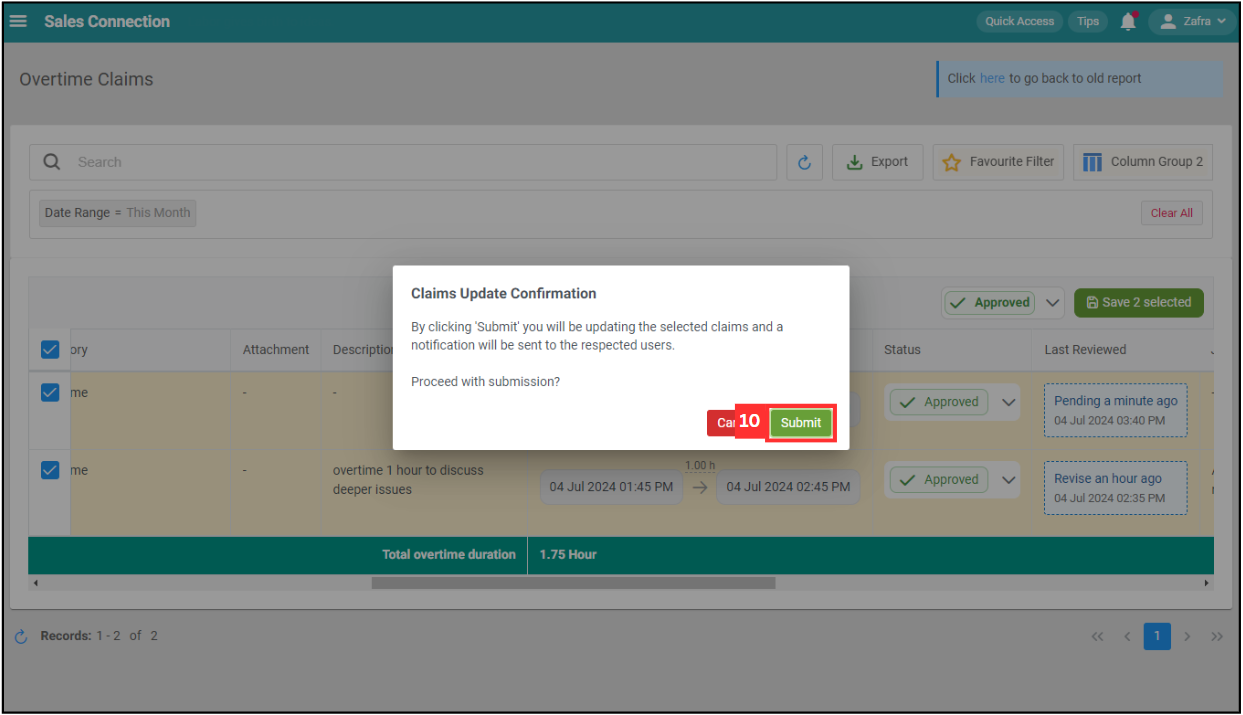 Sales Connection
Quick Access
Tips
Zafra
Overtime Claims
Click here to go back to old report
Search
Export
Favourite Filter
Column Group 2
Date Range = This Month
Clear All
Approved
Save 2 selected
Claims Update Confirmation
By clicking 'Submit' you will be updating the selected claims and a
notification will be sent to the respected users.
Proceed with submission?
10
Submit
ory
Attachment
Description
Status
Last Reviewed
me
-
-
Approved
Pending a minute ago
04 Jul 2024 03:40 PM
me
-
overtime 1 hour to discuss
deeper issues
1.00 h
04 Jul 2024 01:45 PM
04 Jul 2024 02:45 PM
Approved
Revise an hour ago
04 Jul 2024 02:35 PM
Total overtime duration
1.75 Hour
Records: 1 - 2 of 2
1